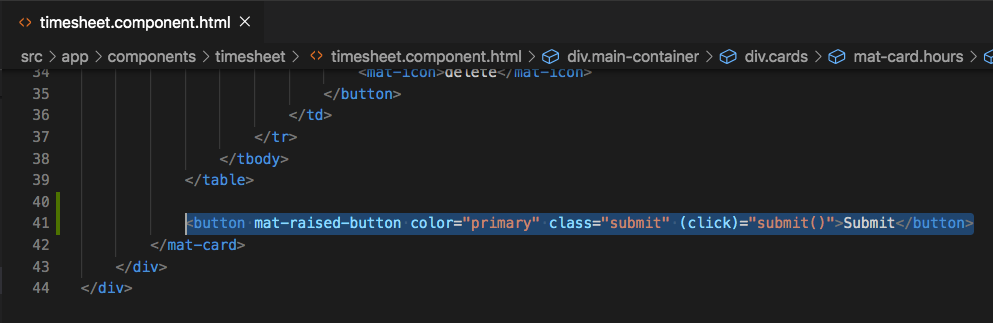 timesheet.component.html ×
src > app > components > timesheet > <> timesheet.component.html > div.main-container > div.cards > mat-card.hours >
34 <mat-icon>delete</mat-icon>
35 </button>
36 </td>
37 </tr>
38 </tbody>
39 </table>
40
41 <button mat-raised-button color="primary" class="submit" (click)="submit()">Submit</button>
42 </mat-card>
43 </div>
44 </div>